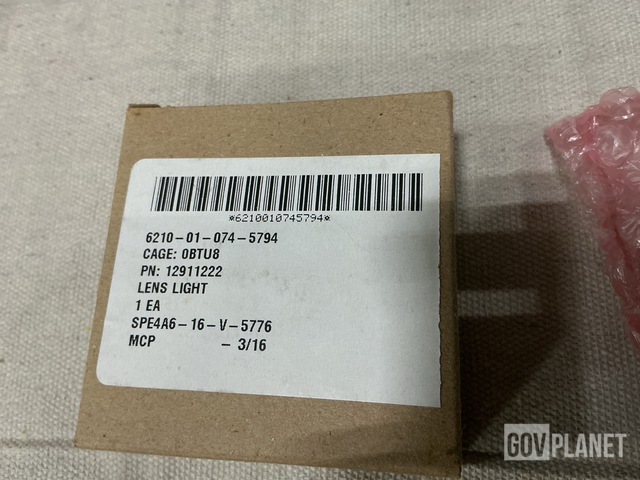 *6210010745794*
6210-01-074-5794
CAGE: 0BTU8
PN: 12911222
LENS LIGHT
1 EA
SPE4A6-16-V-5776
MCP - 3/16
GOVPLANET